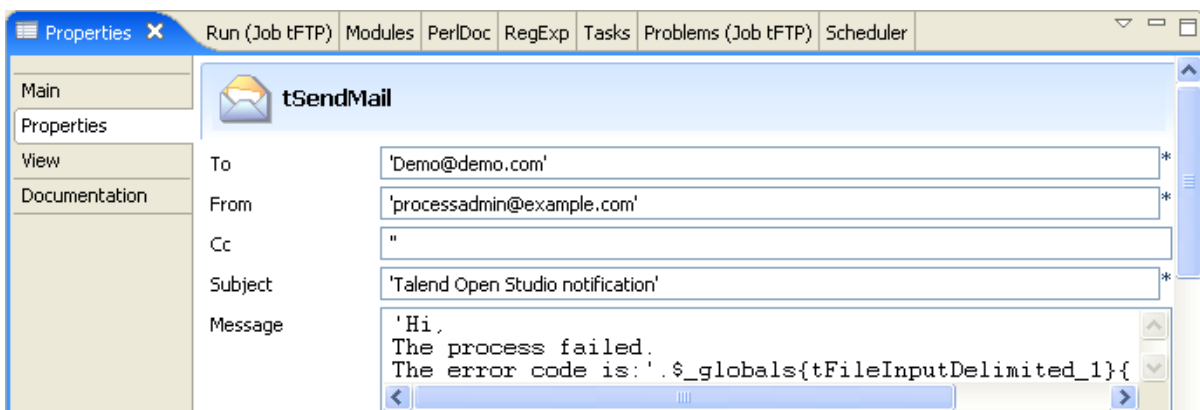 Properties Run (Job tFTP) Modules PerlDoc RegExp Tasks Problems (Job tFTP) Scheduler
tSendMail
Main
Properties
View
Documentation
To 'Demo@demo.com' *
From 'processadmin@example.com' *
Cc ''
Subject 'Talend Open Studio notification' *
Message 'Hi,
The process failed.
The error code is:'.$_globals{tFileInputDelimited_1}{